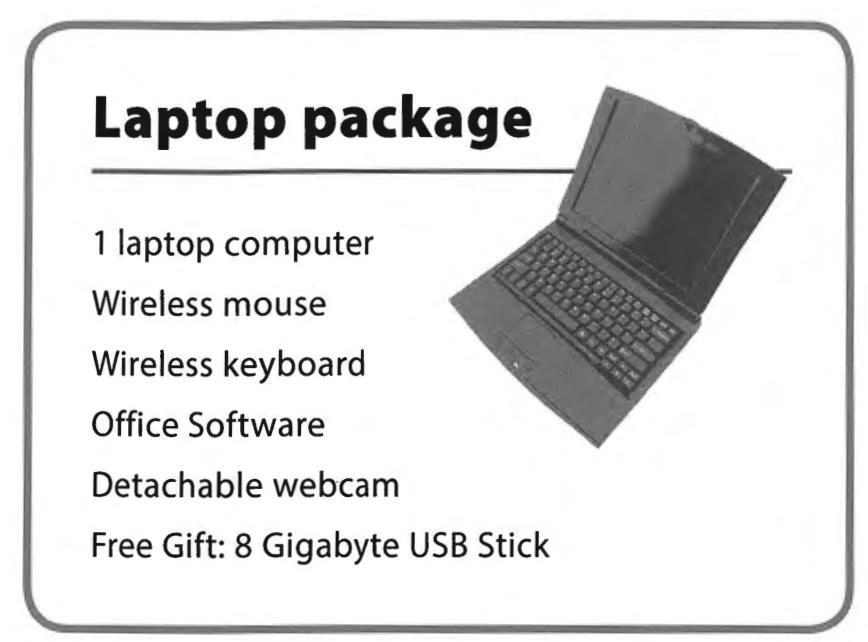 Laptop package
1 laptop computer
Wireless mouse
Wireless keyboard
Office Software
Detachable webcam
Free Gift: 8 Gigabyte USB Stick